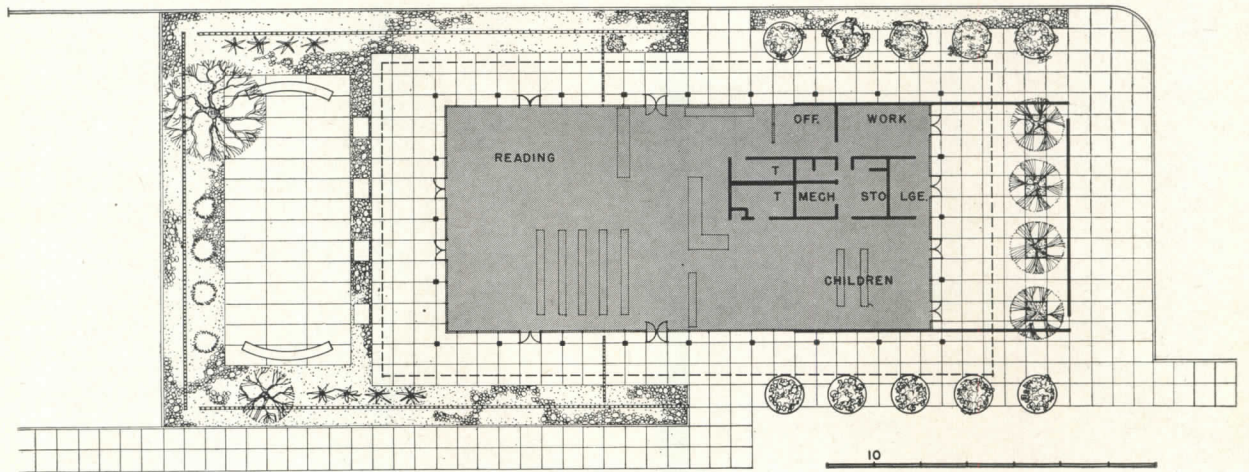 OFF. WORK
READING
T
T MECH STO LGE.
CHILDREN
10